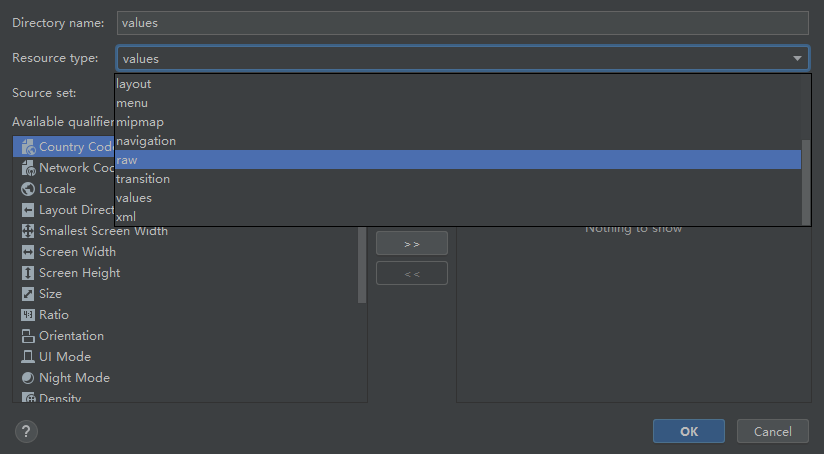 Directory name: values
Resource type: values
layout
menu
mipmap
navigation
raw
transition
values
xml
Source set:
Available qualifier
Country Cod
Network Cod
Locale
Layout Direct
Smallest Screen Width
Screen Width
Screen Height
Size
Ratio
Orientation
UI Mode
Night Mode
Density
>>
<<
Nothing to show
?
OK
Cancel